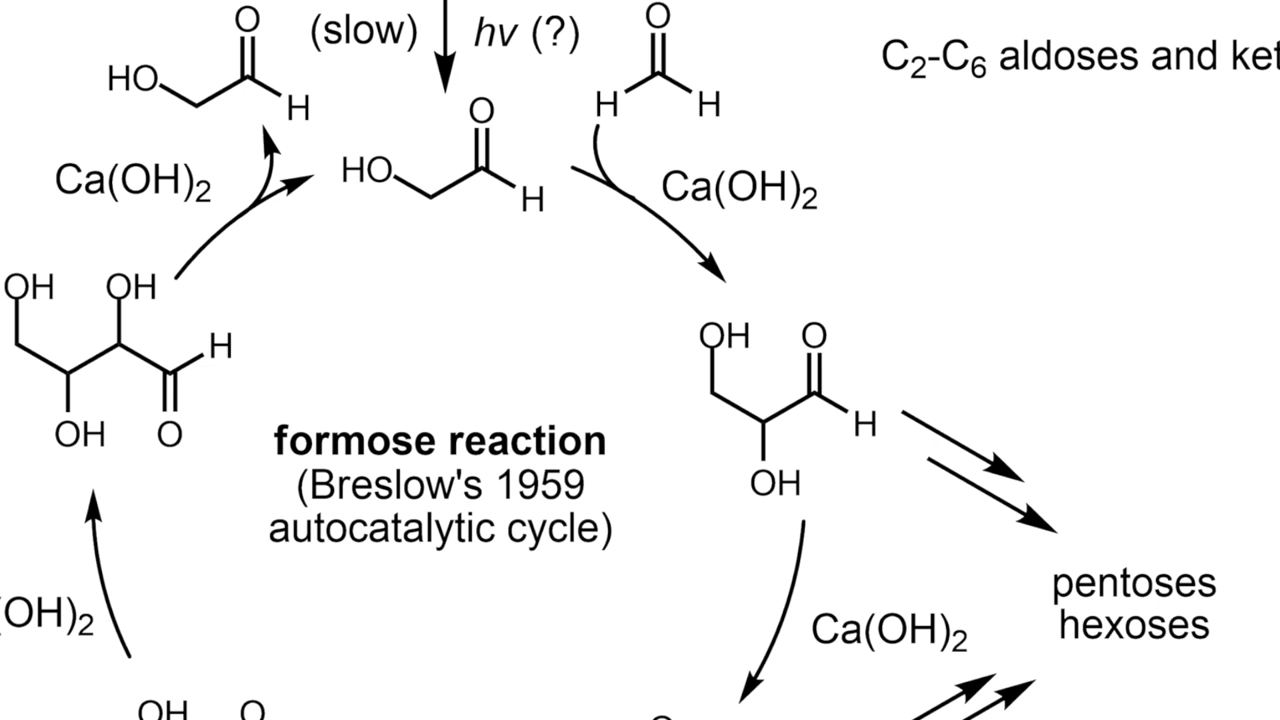 O
(slow)
hv (?)
O
C₂-C₆ aldoses and ket
HO
H
H
H
O
Ca(OH)₂
HO
H
Ca(OH)₂
OH
OH
H
OH
O
OH
O
H
OH
formose reaction
(Breslow's 1959
autocatalytic cycle)
pentoses
hexoses
(OH)₂
Ca(OH)₂
OH
O
O